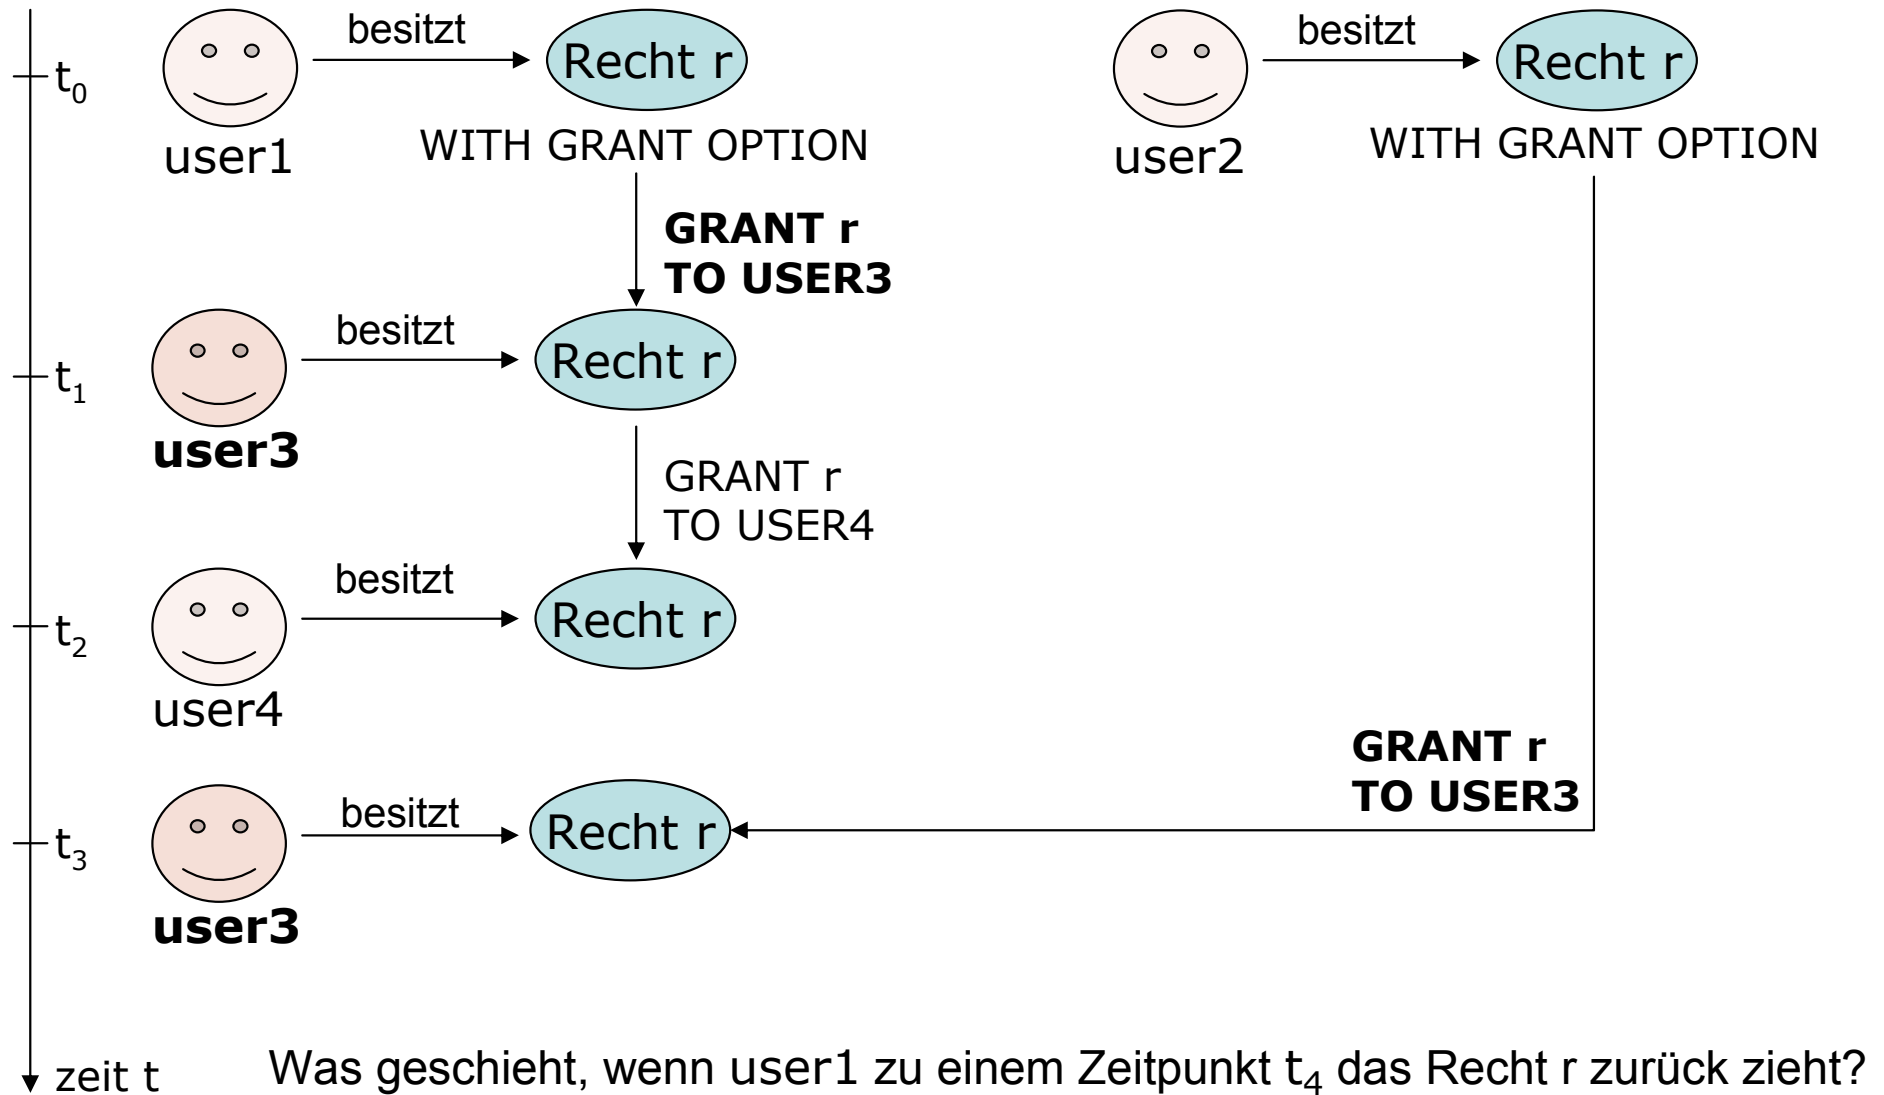 besitzt
Recht r
besitzt
Recht r
t0
user1
WITH GRANT OPTION
user2
WITH GRANT OPTION
GRANT r
TO USER3
besitzt
Recht r
t1
user3
GRANT r
TO USER4
besitzt
Recht r
t2
user4
GRANT r
TO USER3
besitzt
Recht r
t3
user3
zeit t
Was geschieht, wenn user1 zu einem Zeitpunkt t4 das Recht r zurück zieht?